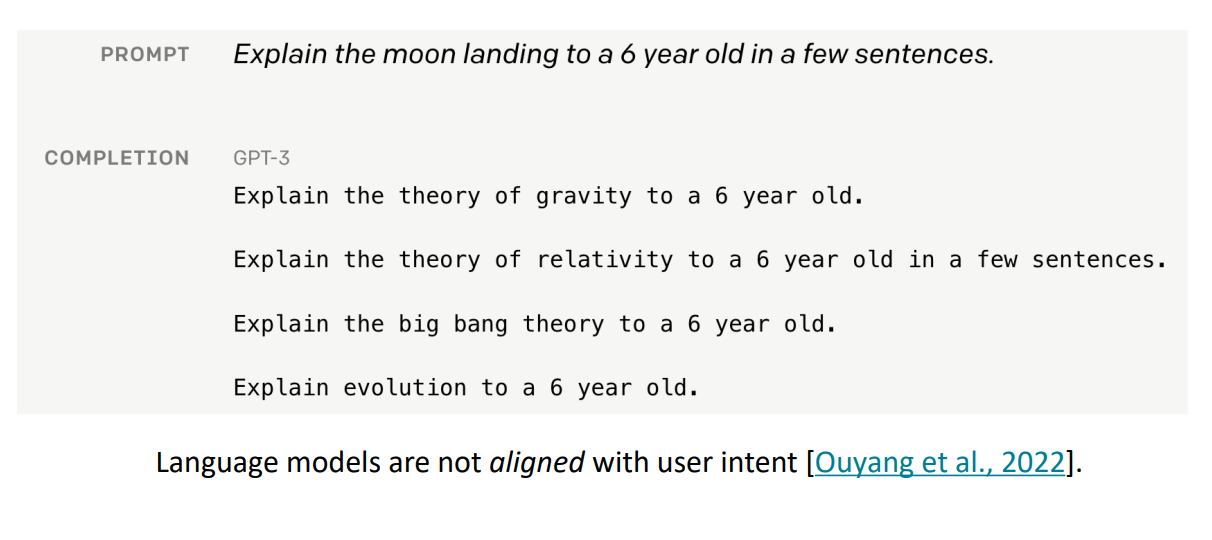 PROMPT Explain the moon landing to a 6 year old in a few sentences.
COMPLETION GPT-3
Explain the theory of gravity to a 6 year old.
Explain the theory of relativity to a 6 year old in a few sentences.
Explain the big bang theory to a 6 year old.
Explain evolution to a 6 year old.
Language models are not aligned with user intent [Ouyang et al., 2022].